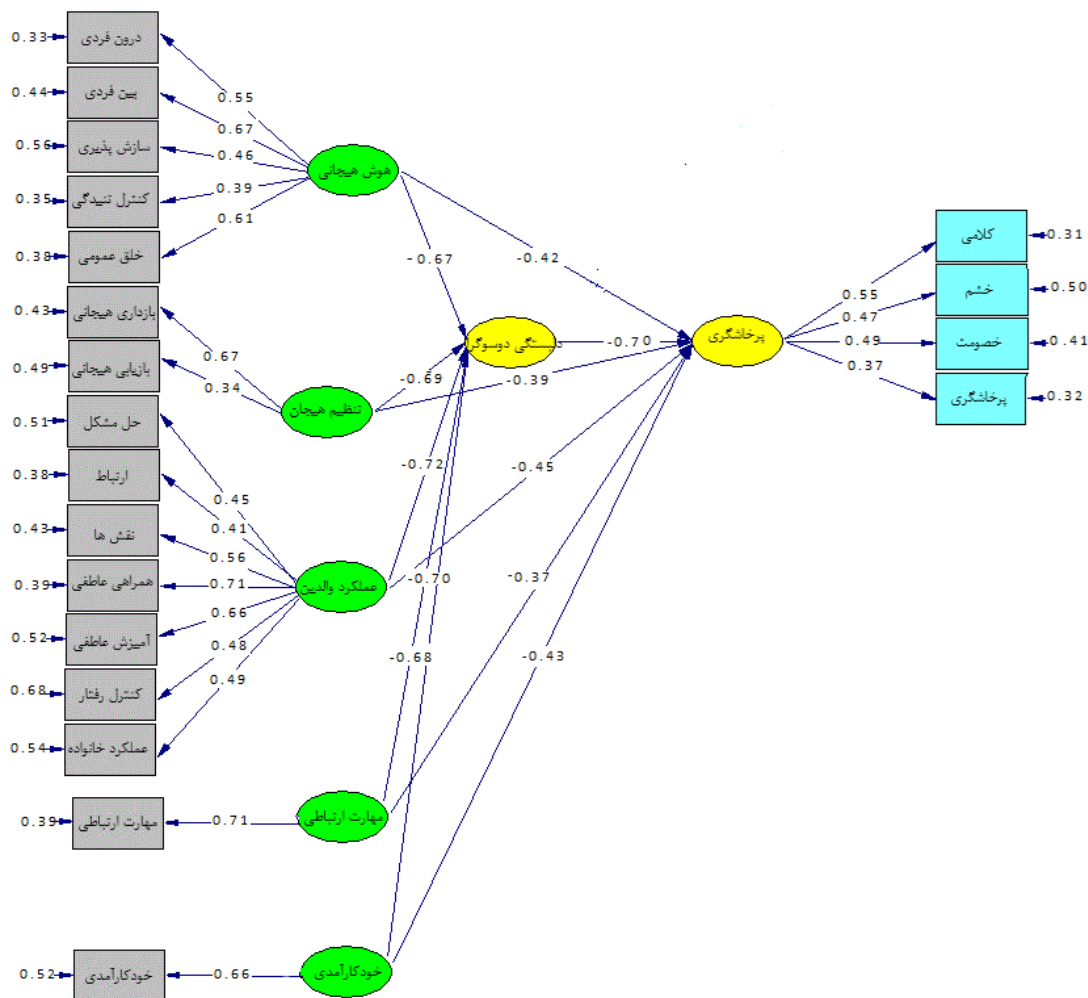 0.33 درون فردی
0.44 بین فردی
0.56 سازش پذیری
0.35 کنترل تنیدگی
0.38 خلق عمومی
0.43 بازداری هیجانی
0.49 بازیابی هیجانی
0.51 حل مشکل
0.38 ارتباط
0.43 نقش ها
0.39 همراهی عاطفی
0.52 آمیزش عاطفی
0.68 کنترل رفتار
0.54 عملکرد خانواده
0.39 مهارت ارتباطی
0.52 خودکارآمدی
0.55
0.67
0.46
0.39
0.61
0.67
0.34
0.45
0.41
0.56
0.71
0.66
0.48
0.49
0.71
0.66
هوش هیجانی
تنظیم هیجان
عملکرد والدین
مهارت ارتباطی
خودکارآمدی
-0.67
-0.69
-0.72
-0.70
-0.68
دوسوگرا
-0.42
-0.70
-0.39
-0.45
-0.37
-0.43
پرخاشگری
0.55
0.47
0.49
0.37
کلامی 0.31
خشم 0.50
خصومت 0.41
پرخاشگری 0.32